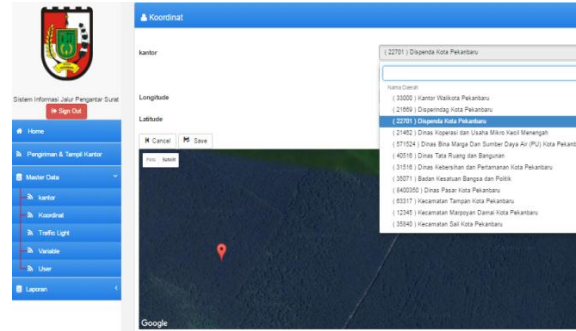 Koordinat
kantor
( 22701 ) Dispenda Kota Pekanbaru
Nama Daerah
( 33000 ) Kantor Walikota Pekanbaru
( 21669 ) Disperindag Kota Pekanbaru
( 22701 ) Dispenda Kota Pekanbaru
( 21462 ) Dinas Koperasi dan Usaha Mikro Kecil Menengah
( 571524 ) Dinas Bina Marga Dan Sumber Daya Air (PU) Kota Pekanb
( 40516 ) Dinas Tata Ruang dan Bangunan
( 31516 ) Dinas Kebersihan dan Pertamanan Kota Pekanbaru
( 35071 ) Badan Kesatuan Bangsa dan Politik
( 8400350 ) Dinas Pasar Kota Pekanbaru
( 63317 ) Kecamatan Tampan Kota Pekanbaru
( 12345 ) Kecamatan Marpoyan Damai Kota Pekanbaru
( 35840 ) Kecamatan Sail Kota Pekanbaru
Longitude
Latitude
Cancel
Save
Peta
Satelit
Google
Sistem Informasi Jalur Pengantar Surat
Sign Out
Home
Pengiriman & Tampil Kantor
Master Data
kantor
Koordinat
Traffic Light
Variable
User
Laporan